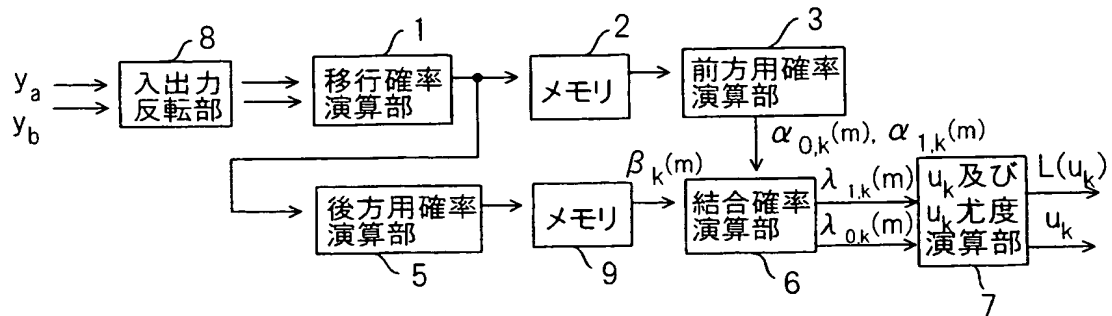 8
1
2
3
y_a
y_b
入出力
反転部
移行確率
演算部
メモリ
前方用確率
演算部
α_{0,k}(m), α_{1,k}(m)
後方用確率
演算部
メモリ
β_k(m)
結合確率
演算部
λ_{1,k}(m)
λ_{0,k}(m)
u_k及び
u_k尤度
演算部
L(u_k)
u_k
5
9
6
7